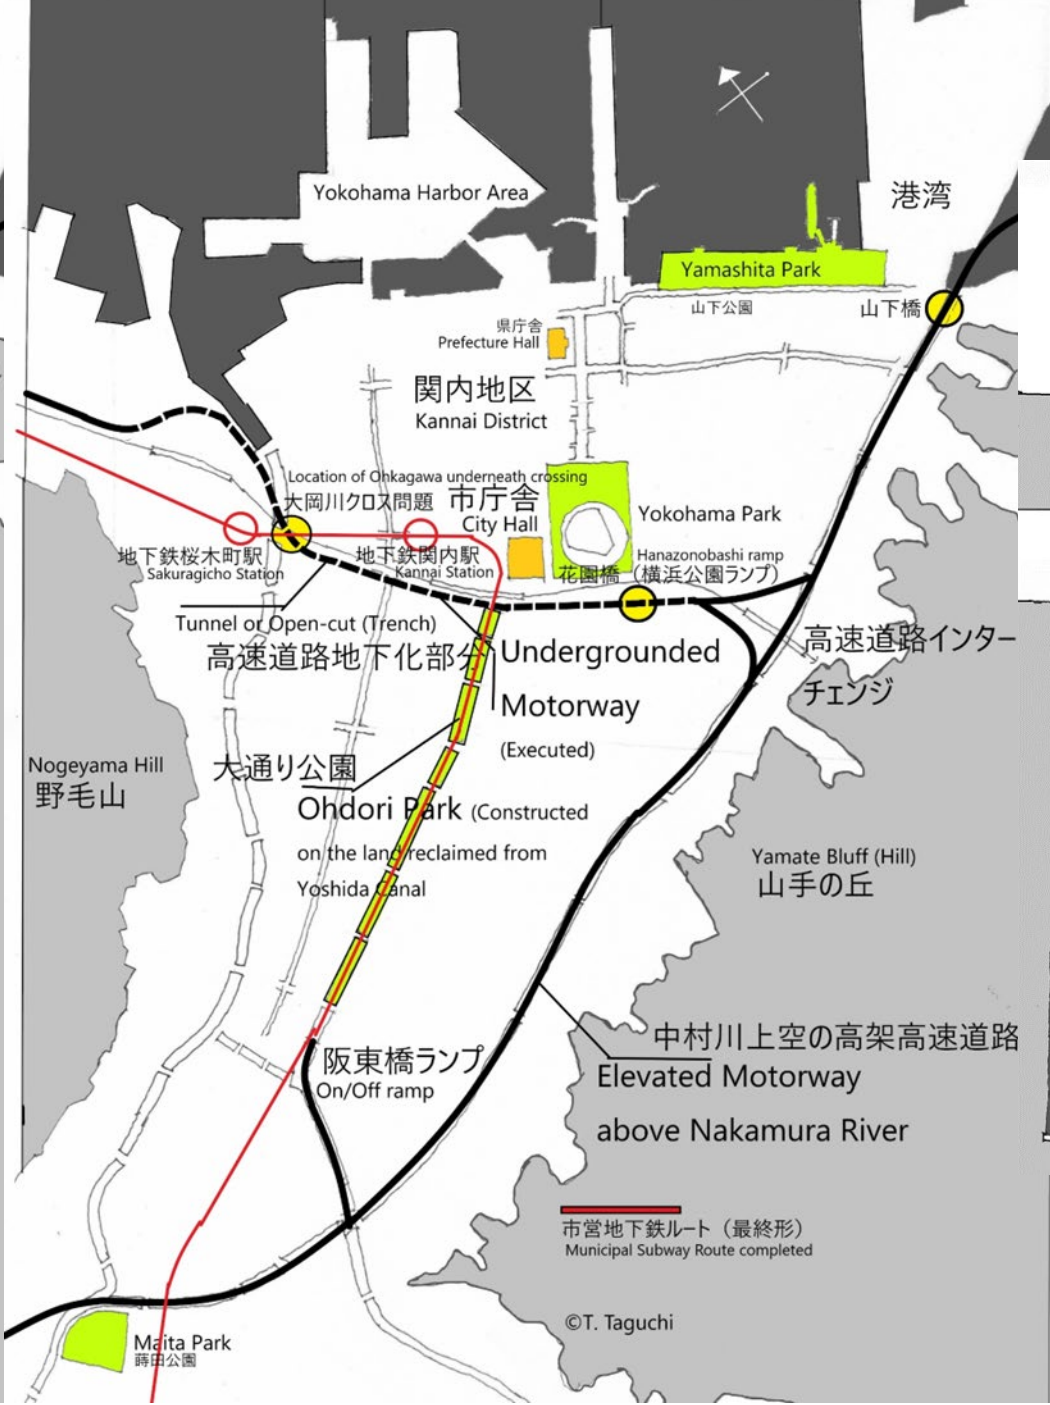 Yokohama Harbor Area
港湾
Yamashita Park
山下公園
山下橋
県庁舎
Prefecture Hall
関内地区
Kannai District
Location of Ohkagawa underneath crossing
大岡川クロス問題
市庁舎
City Hall
Yokohama Park
地下鉄桜木町駅
Sakuragicho Station
地下鉄関内駅
Kannai Station
Hanazonobashi ramp
花園橋（横浜公園ランプ）
Tunnel or Open-cut (Trench)
高速道路地下化部分
Undergrounded
Motorway
(Executed)
高速道路インター
チェンジ
Nogeyama Hill
野毛山
大通り公園
Ohdori Park (Constructed
on the land reclaimed from
Yoshida Canal
Yamate Bluff (Hill)
山手の丘
阪東橋ランプ
On/Off ramp
中村川上空の高架高速道路
Elevated Motorway
above Nakamura River
市営地下鉄ルート（最終形）
Municipal Subway Route completed
©T. Taguchi
Maita Park
蒔田公園